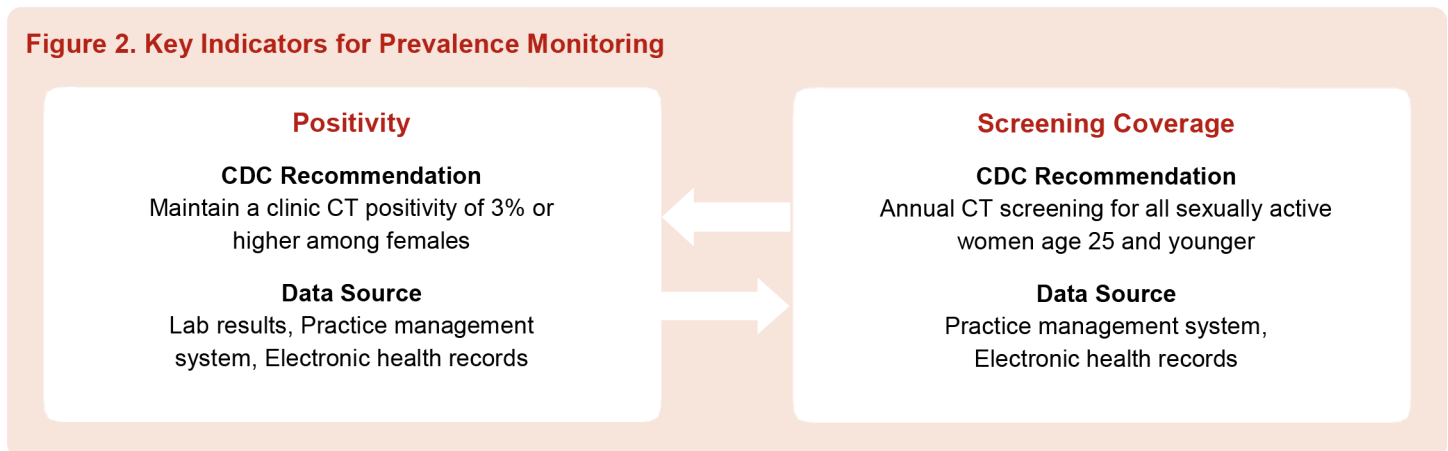 Figure 2. Key Indicators for Prevalence Monitoring
Positivity
CDC Recommendation
Maintain a clinic CT positivity of 3% or
higher among females
Data Source
Lab results, Practice management
system, Electronic health records
Screening Coverage
CDC Recommendation
Annual CT screening for all sexually active
women age 25 and younger
Data Source
Practice management system,
Electronic health records